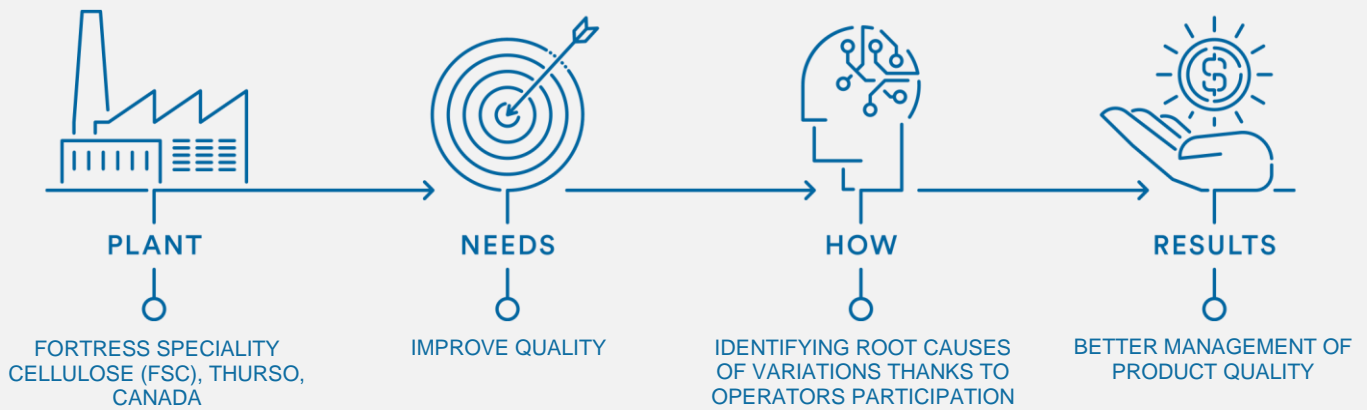 PLANT
FORTRESS SPECIALITY
CELLULOSE (FSC), THURSO,
CANADA
NEEDS
IMPROVE QUALITY
HOW
IDENTIFYING ROOT CAUSES
OF VARIATIONS THANKS TO
OPERATORS PARTICIPATION
$
RESULTS
BETTER MANAGEMENT OF
PRODUCT QUALITY